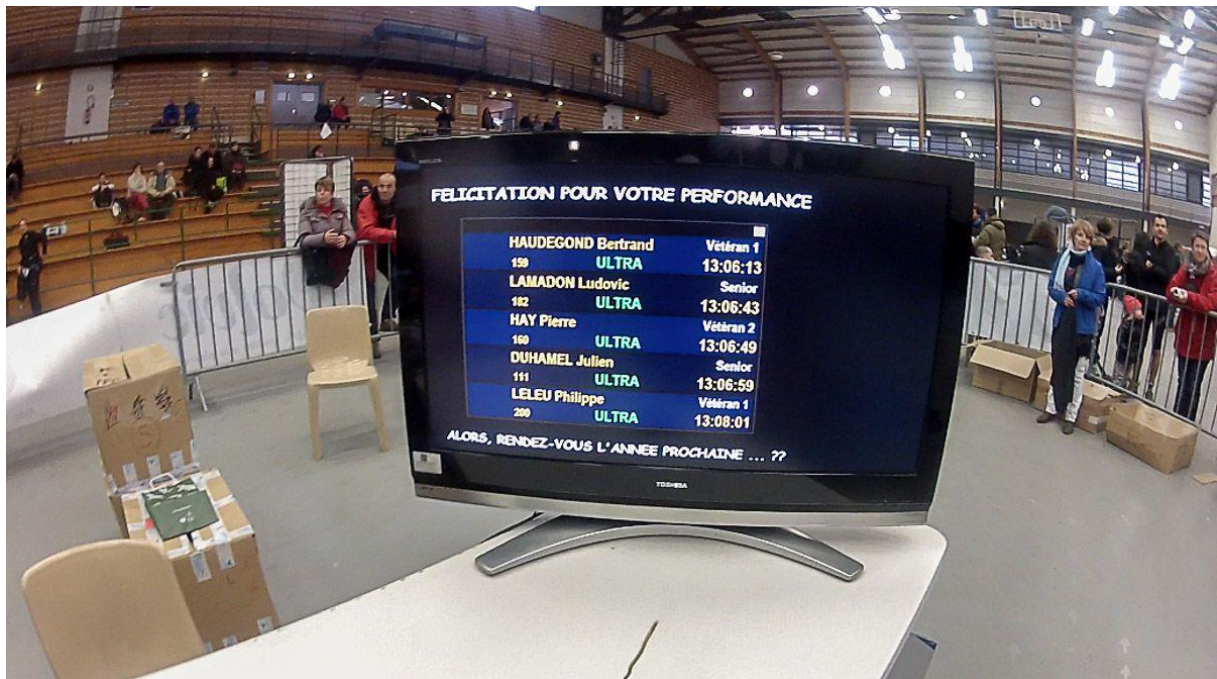 FELICITATION POUR VOTRE PERFORMANCE
HAUDEGOND Bertrand Vétéran 1
159 ULTRA 13:06:13
LAMADON Ludovic Senior
182 ULTRA 13:06:43
HAY Pierre Vétéran 2
160 ULTRA 13:06:49
DUHAMEL Julien Senior
111 ULTRA 13:06:59
LELEU Philippe Vétéran 1
200 ULTRA 13:08:01
ALORS, RENDEZ-VOUS L'ANNEE PROCHAINE ... ??
TOSHIBA